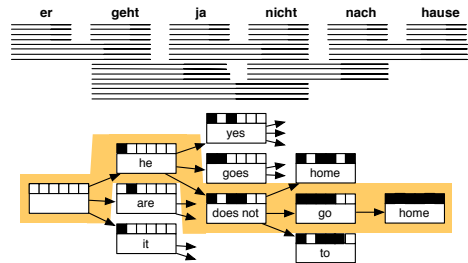 er geht ja nicht nach hause
yes
he
goes home
are
does not go home
it
to